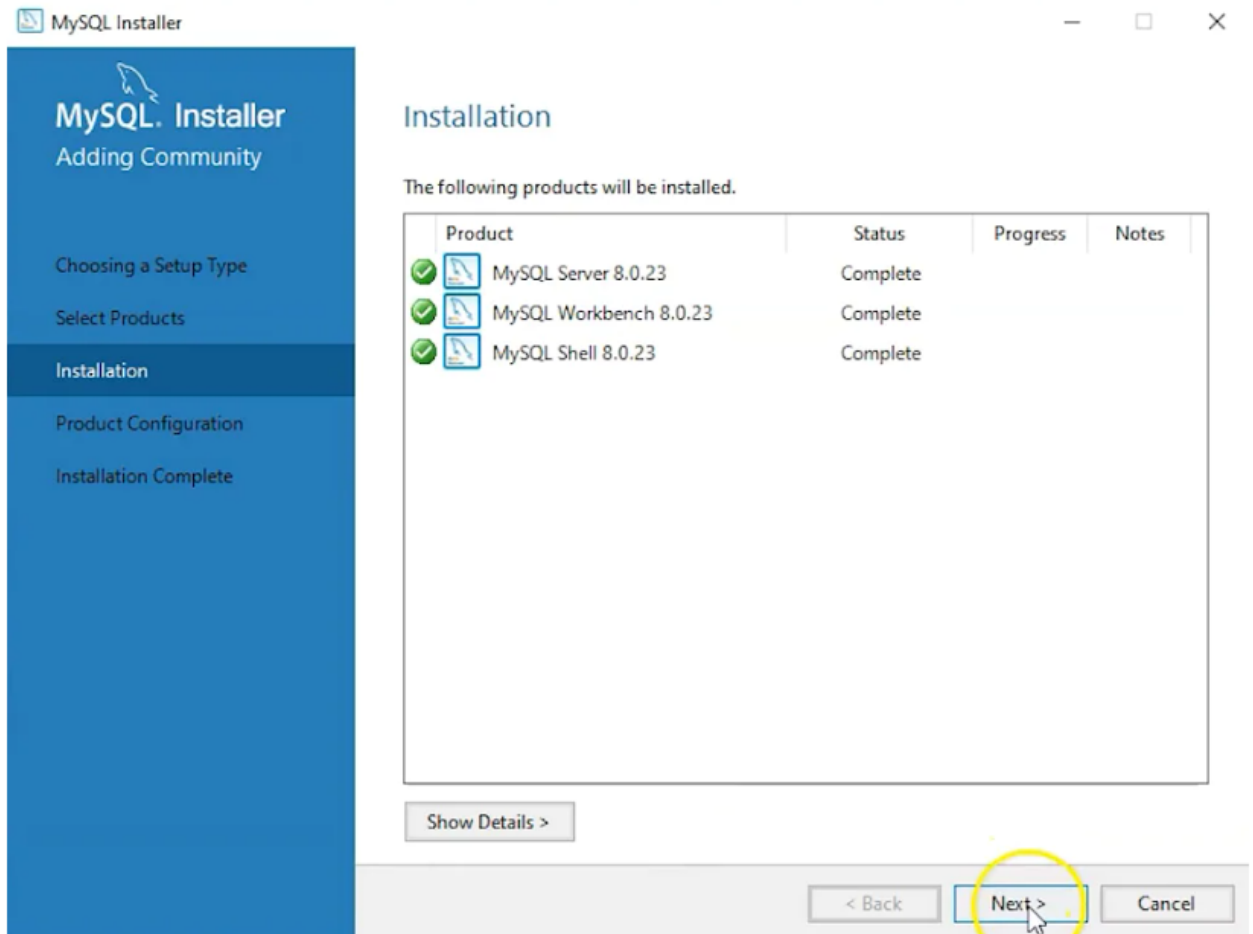 MySQL Installer
MySQL. Installer
Adding Community
Choosing a Setup Type
Select Products
Installation
Product Configuration
Installation Complete
Installation
The following products will be installed.
Product Status Progress Notes
MySQL Server 8.0.23 Complete
MySQL Workbench 8.0.23 Complete
MySQL Shell 8.0.23 Complete
Show Details >
< Back Next > Cancel